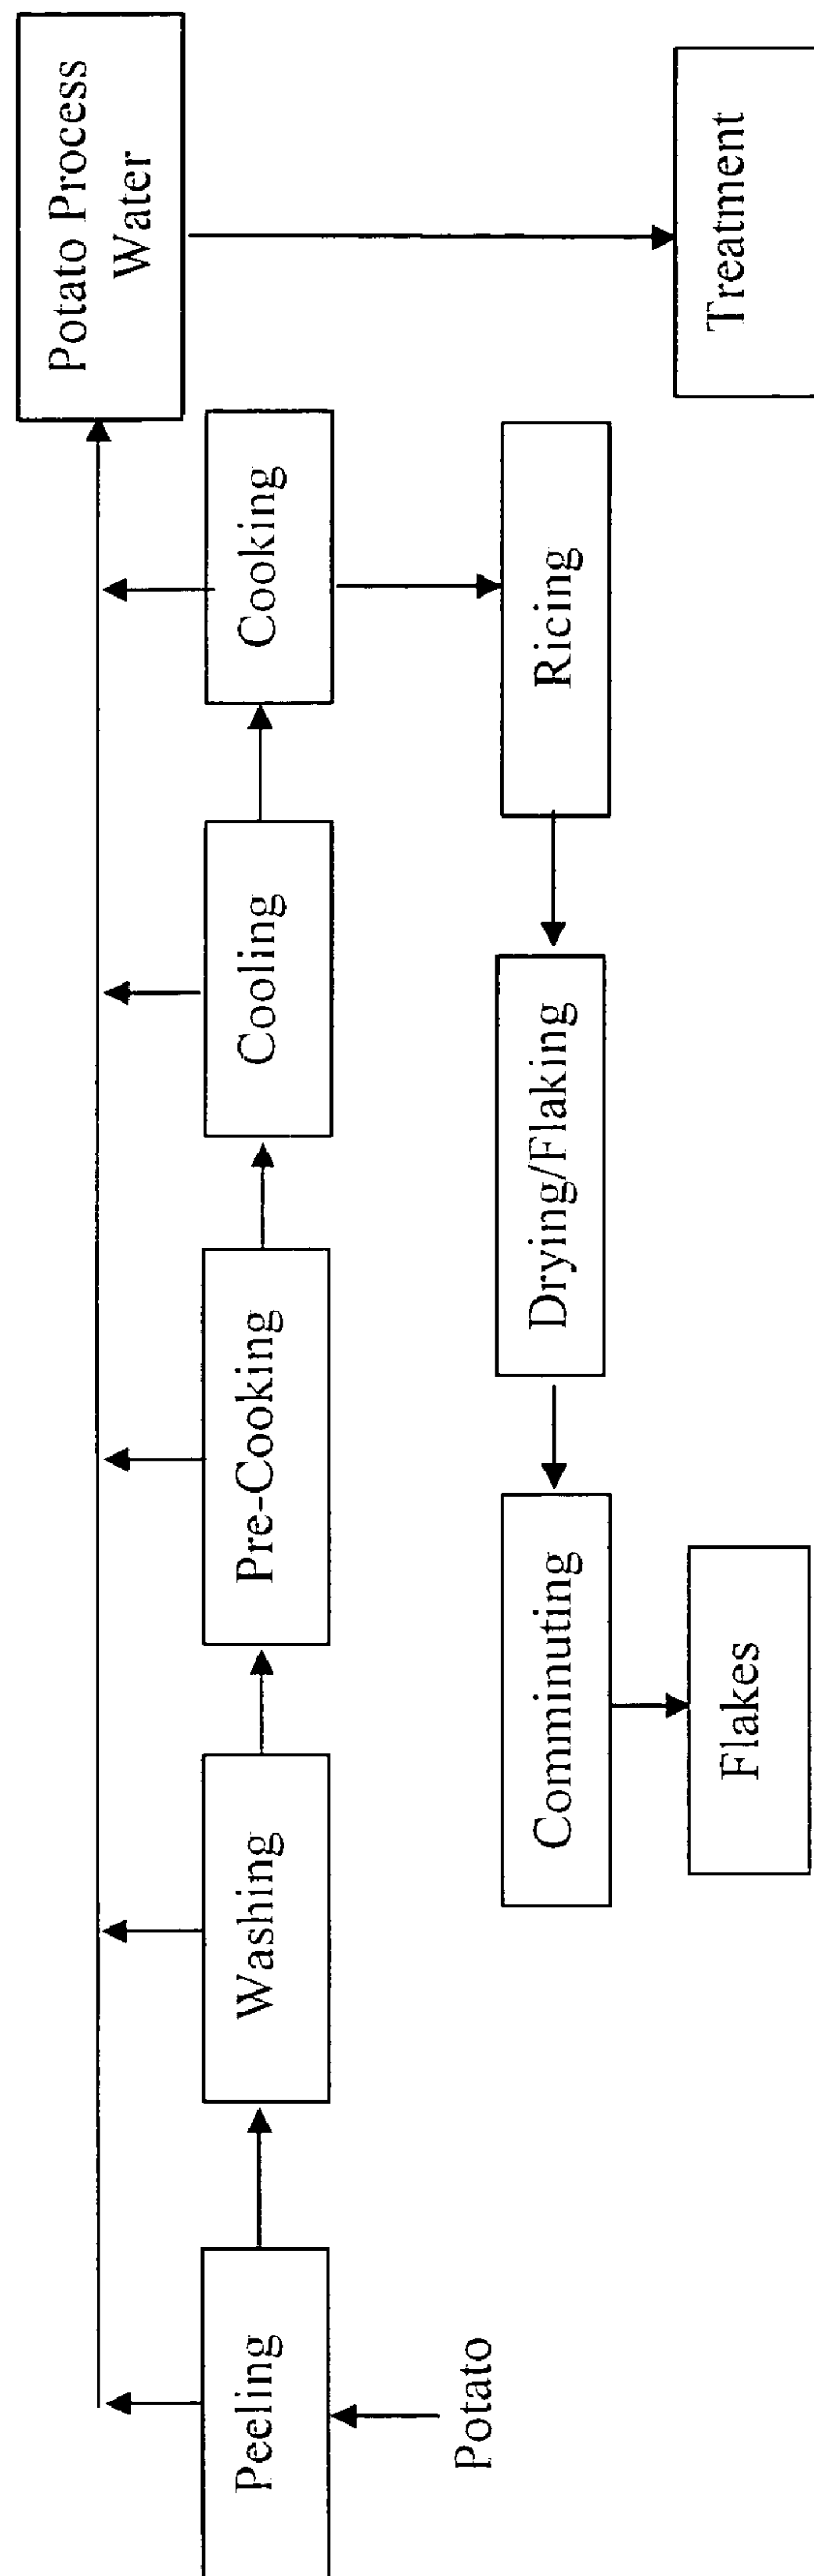 Potato
Peeling
Washing
Pre-Cooking
Cooling
Cooking
Potato Process
Water
Treatment
Ricing
Drying/Flaking
Comminuting
Flakes